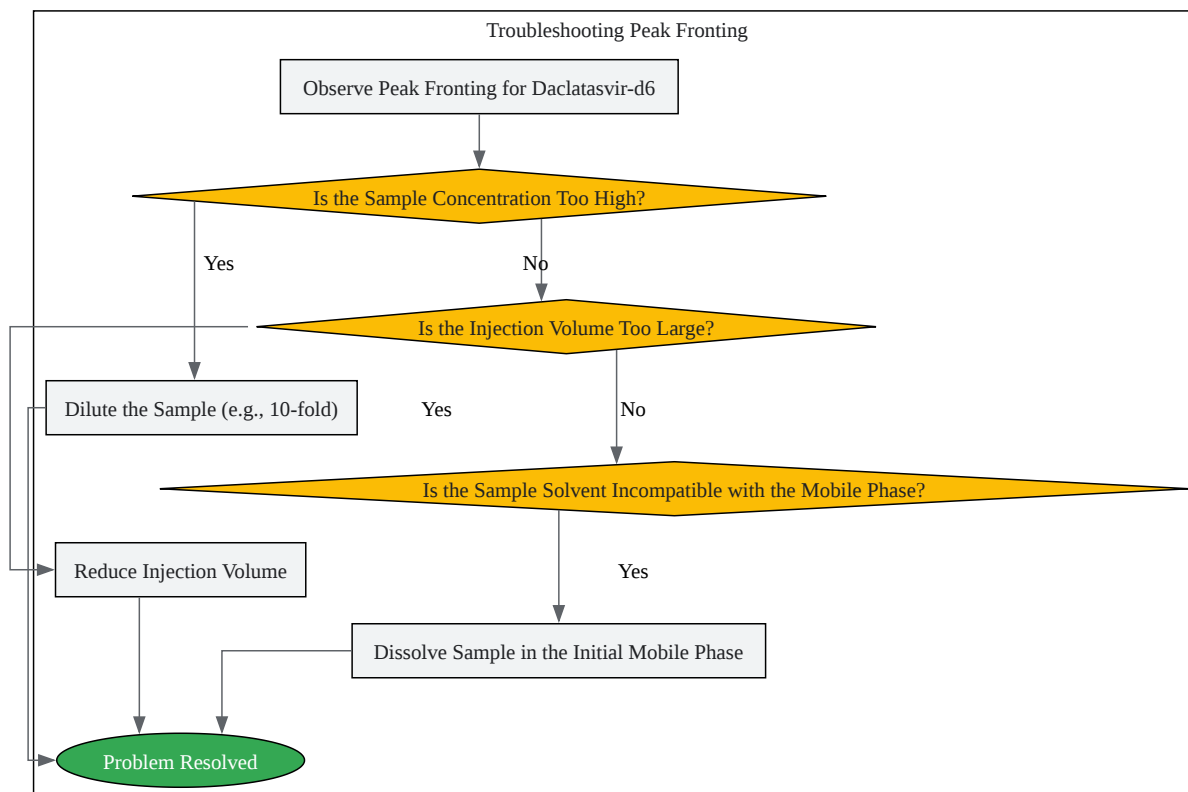 Troubleshooting Peak Fronting
Observe Peak Fronting for Daclatasvir-d6
Is the Sample Concentration Too High?
Yes
No
Is the Injection Volume Too Large?
Dilute the Sample (e.g., 10-fold)
Yes
No
Is the Sample Solvent Incompatible with the Mobile Phase?
Reduce Injection Volume
Yes
Dissolve Sample in the Initial Mobile Phase
Problem Resolved